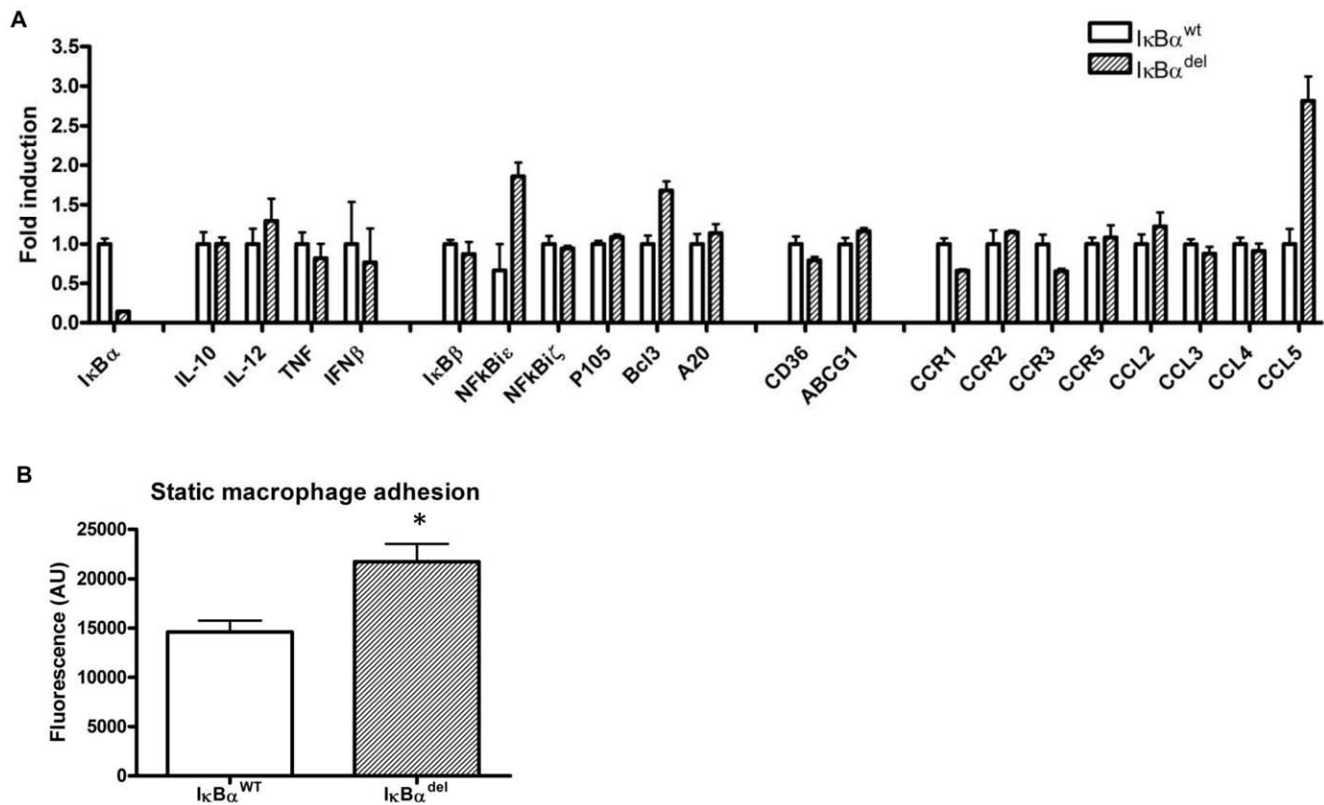 A
IκBα^wt
IκBα^del
3.5
3.0
2.5
2.0
1.5
1.0
0.5
0.0
Fold induction
IκBα
IL-10
IL-12
TNF
IFNβ
IκBβ
NFkBiε
NFkBiζ
P105
Bcl3
A20
CD36
ABCG1
CCR1
CCR2
CCR3
CCR5
CCL2
CCL3
CCL4
CCL5
B
Static macrophage adhesion
*
25000
20000
15000
10000
5000
0
Fluorescence (AU)
IκBα^WT
IκBα^del